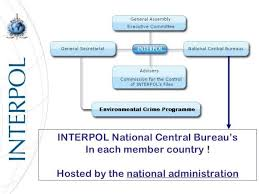 General Assembly
Executive Committee
General Secretariat
INTERPOL
National Central Bureaus
Advisers
Commission for the Control
of INTERPOL's Files
Environmental Crime Programme
INTERPOL
INTERPOL National Central Bureau's
In each member country !
Hosted by the national administration